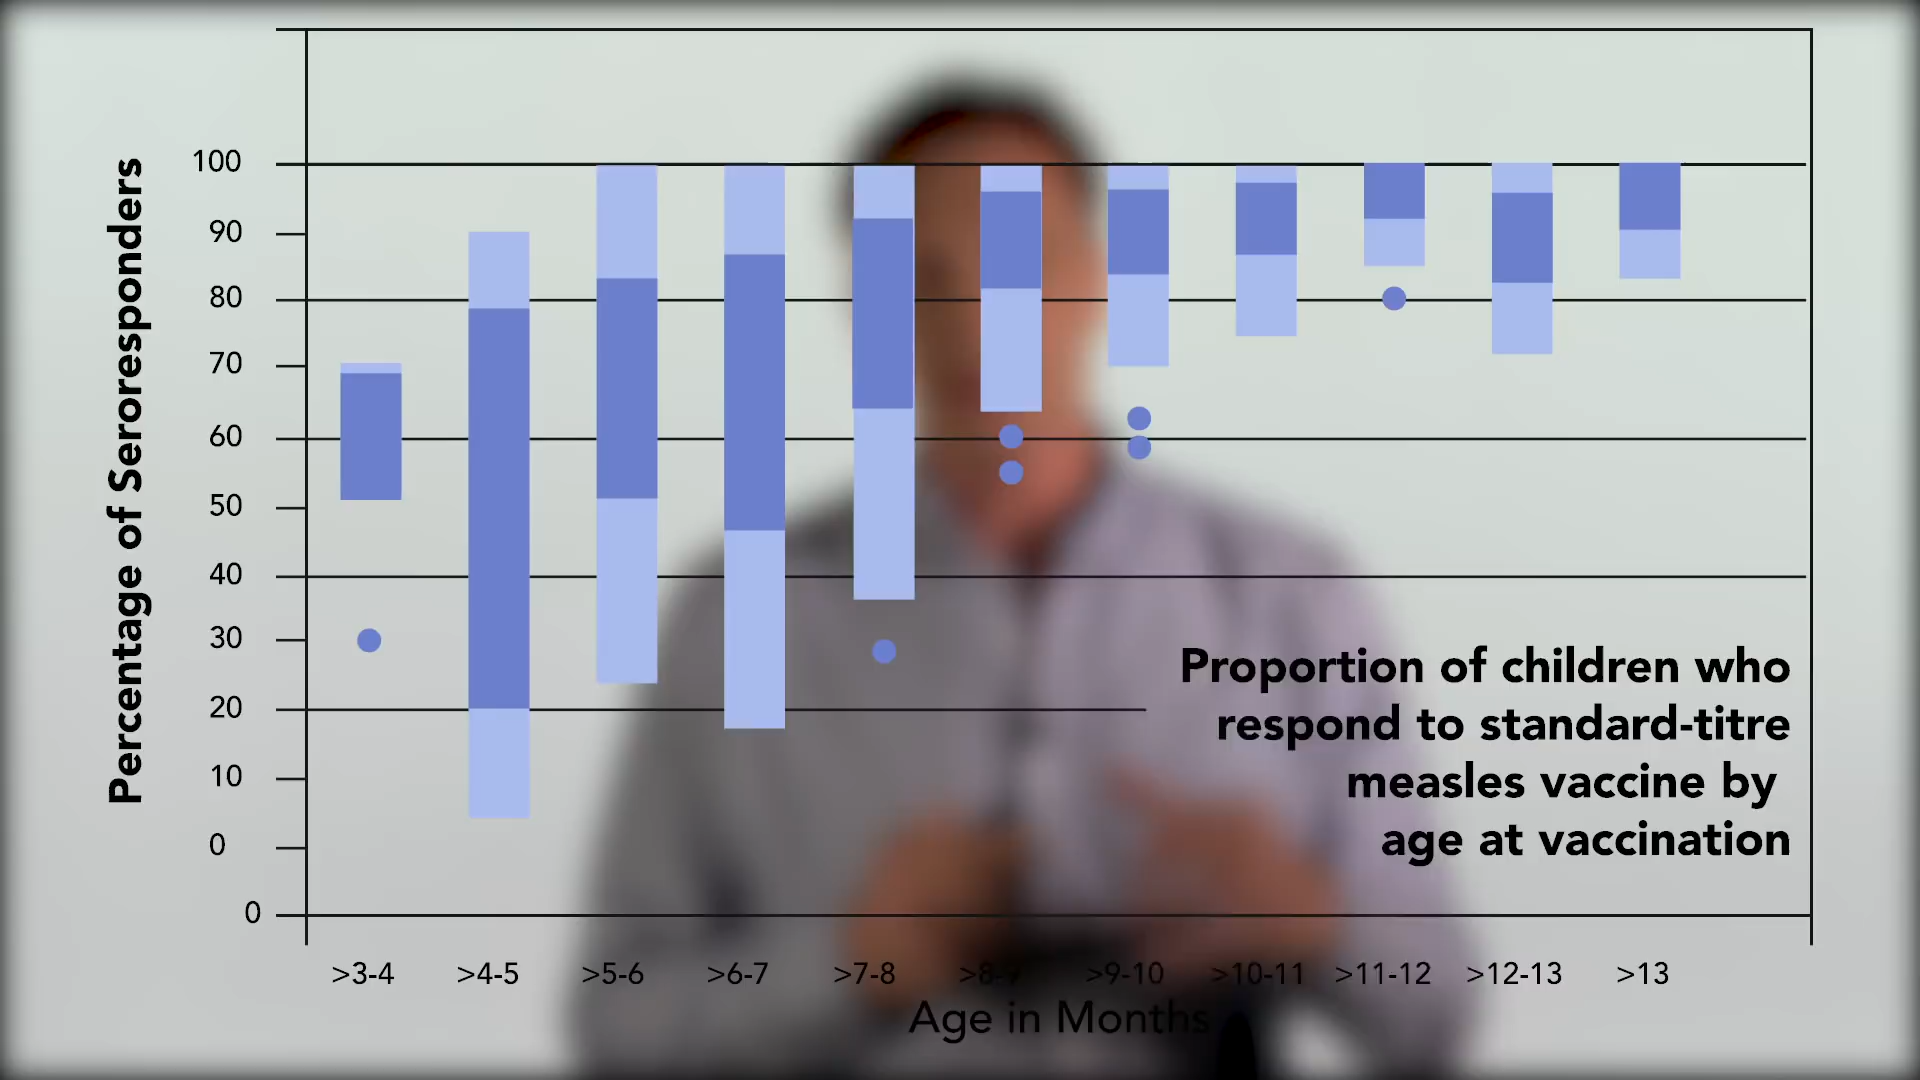 Percentage of Seroresponders
100
90
80
70
60
50
40
30
20
10
0
0
Proportion of children who
respond to standard-titre
measles vaccine by
age at vaccination
>3-4 >4-5 >5-6 >6-7 >7-8 >8-9 >9-10 >10-11 >11-12 >12-13 >13
Age in Months